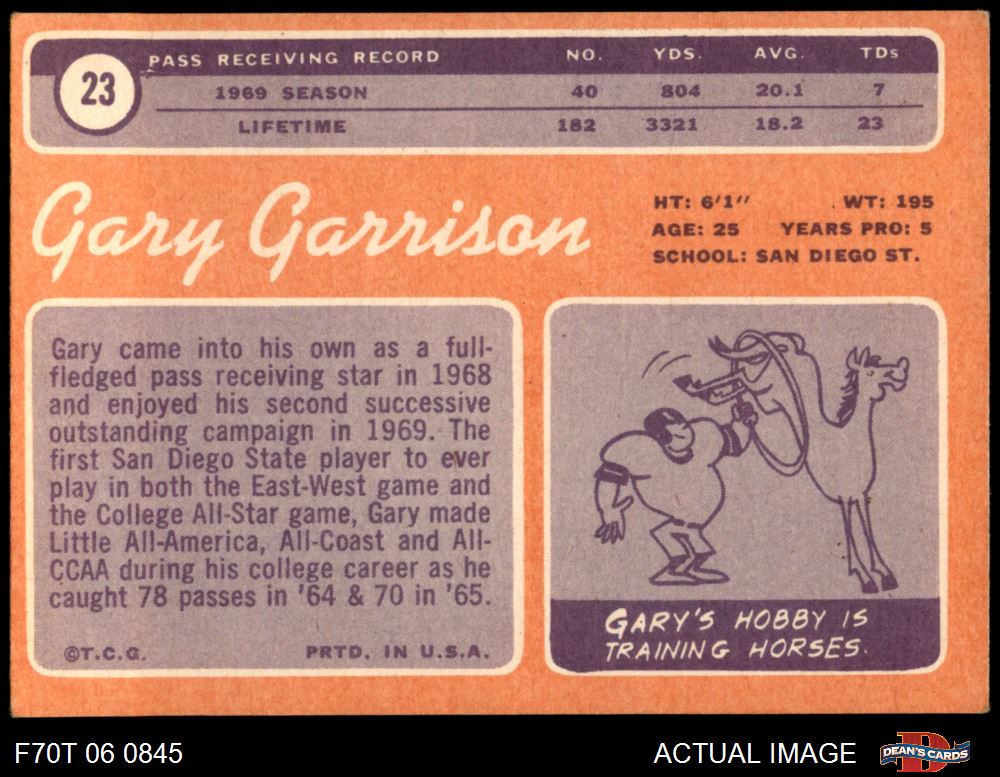 23
PASS RECEIVING RECORD NO. YDS. AVG. TDs
1969 SEASON 40 804 20.1 7
LIFETIME 182 3321 18.2 23
Gary Garrison
HT: 6'1" WT: 195
AGE: 25 YEARS PRO: 5
SCHOOL: SAN DIEGO ST.
Gary came into his own as a full-
fledged pass receiving star in 1968
and enjoyed his second successive
outstanding campaign in 1969. The
first San Diego State player to ever
play in both the East-West game and
the College All-Star game, Gary made
Little All-America, All-Coast and All-
CCAA during his college career as he
caught 78 passes in '64 & 70 in '65.
©T.C.G. PRTD. IN U.S.A.
GARY'S HOBBY IS
TRAINING HORSES.
F70T 06 0845 ACTUAL IMAGE
D
DEAN'S CARDS